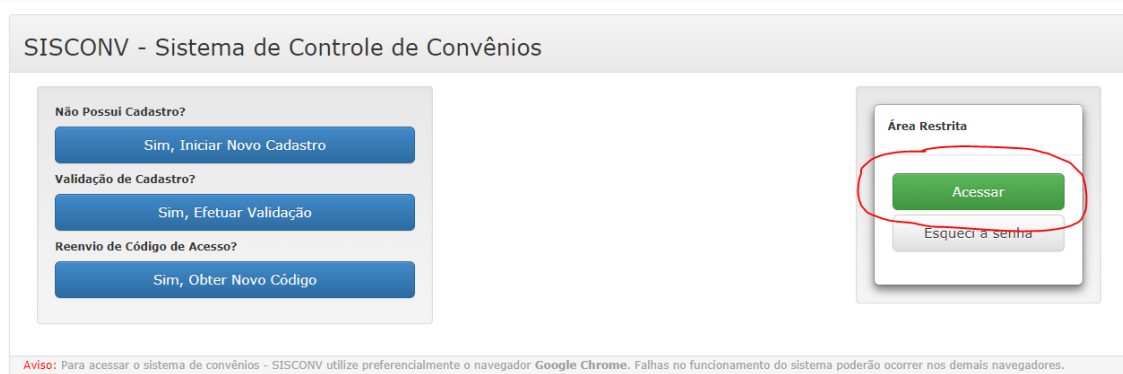 SISCONV - Sistema de Controle de Convênios
Não Possui Cadastro?
Sim, Iniciar Novo Cadastro
Validação de Cadastro?
Sim, Efetuar Validação
Reenvio de Código de Acesso?
Sim, Obter Novo Código
Área Restrita
Acessar
Esqueci a senha
Aviso: Para acessar o sistema de convênios - SISCONV utilize preferencialmente o navegador Google Chrome. Falhas no funcionamento do sistema poderão ocorrer nos demais navegadores.